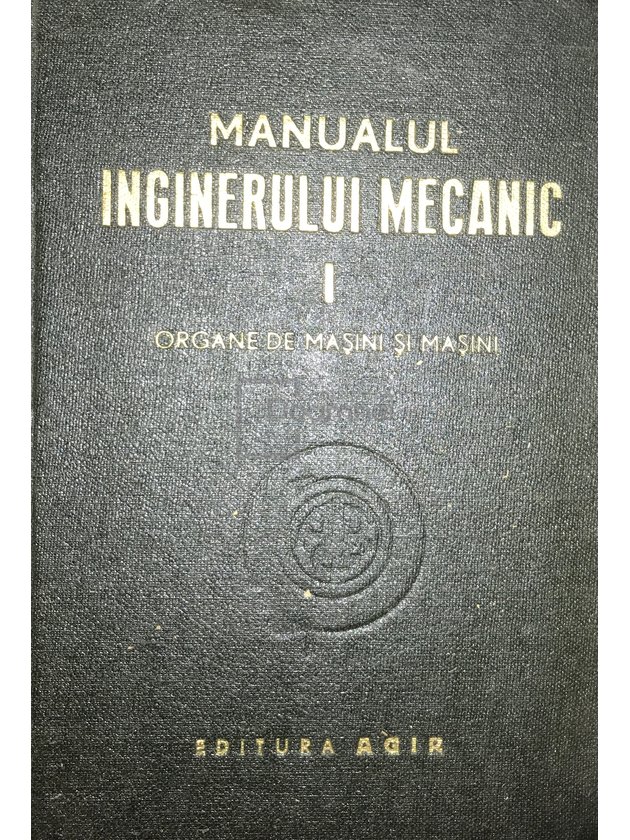 MANUALUL
INGINERULUI MECANIC
I
ORGANE DE MAȘINI ȘI MAȘINI
EDITURA AGIR